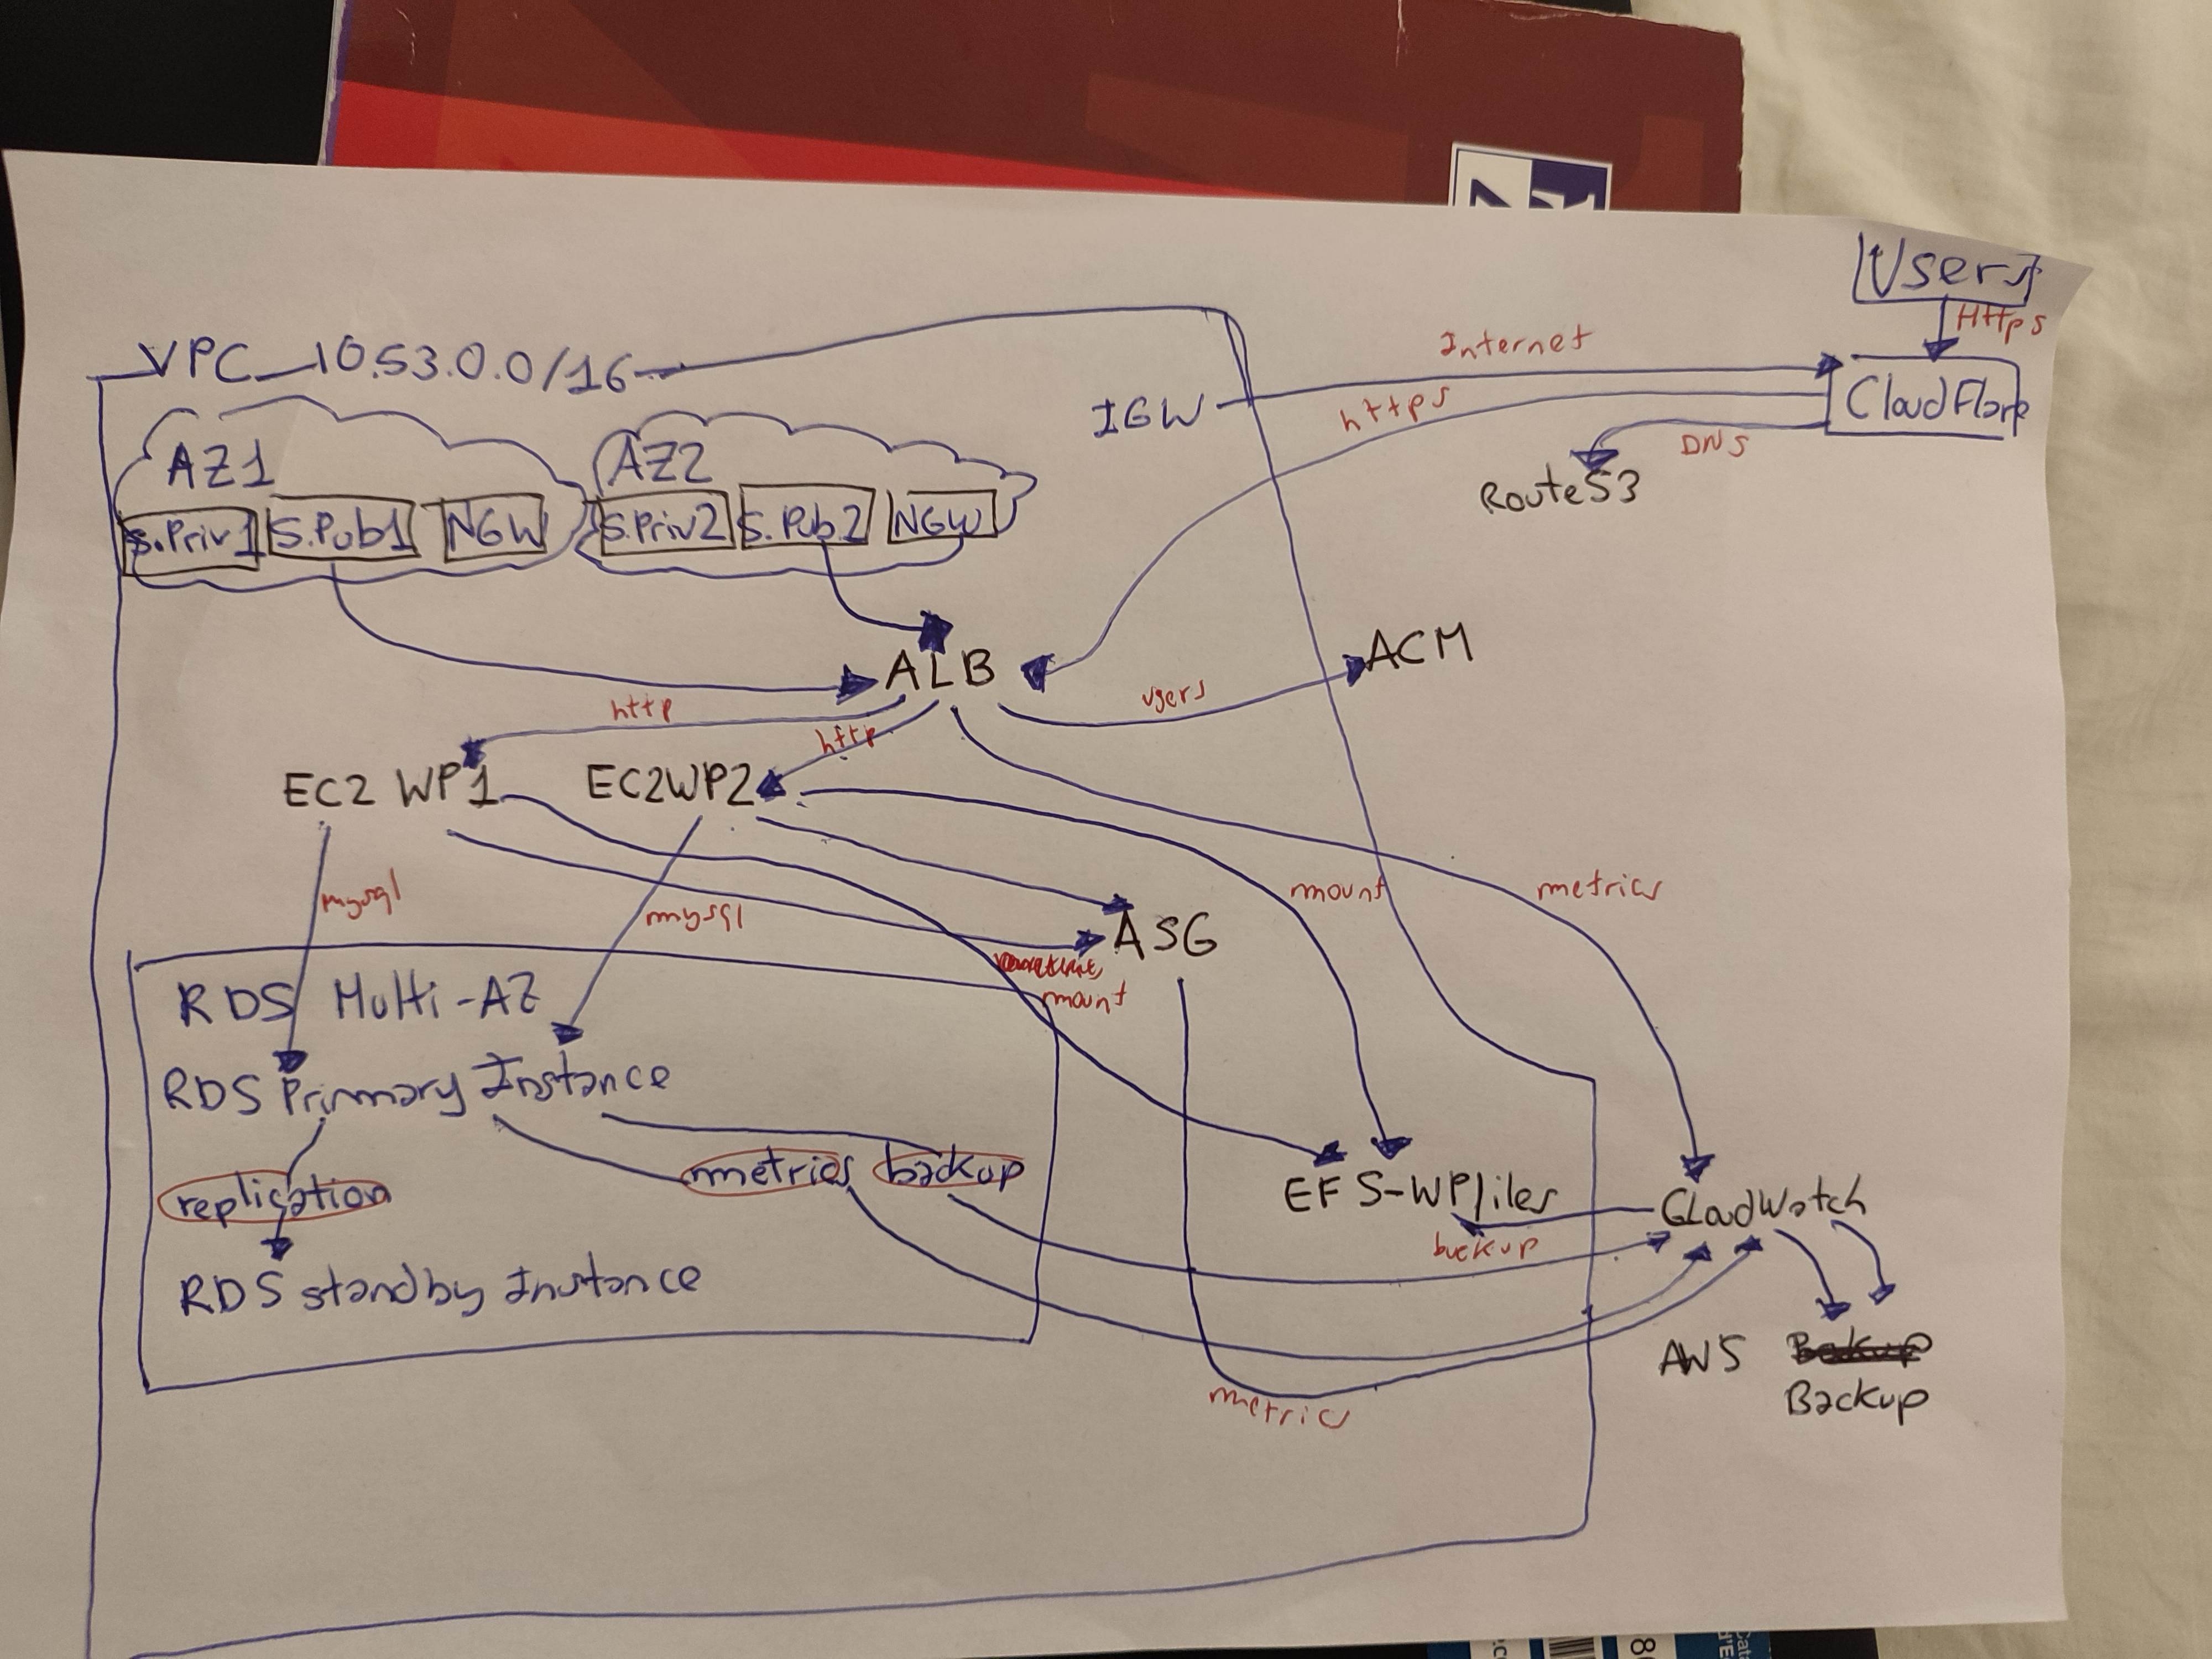 Users
Https
VPC 10.53.0.0/16
Internet
IGW
https
CloudFlare
DNS
Route53
AZ1
AZ2
S.Priv1
S.Pub1
NGW
S.Priv2
S.Pub2
NGW
ALB
ACM
users
http
http
EC2 WP1
EC2WP2
mysql
mysql
mount
metrics
ASG
mount
RDS Multi-AZ
RDS Primary Instance
metrics
backup
replication
EFS-WPfiles
CloudWatch
backup
RDS standby Instance
AWS
Backup
metrics